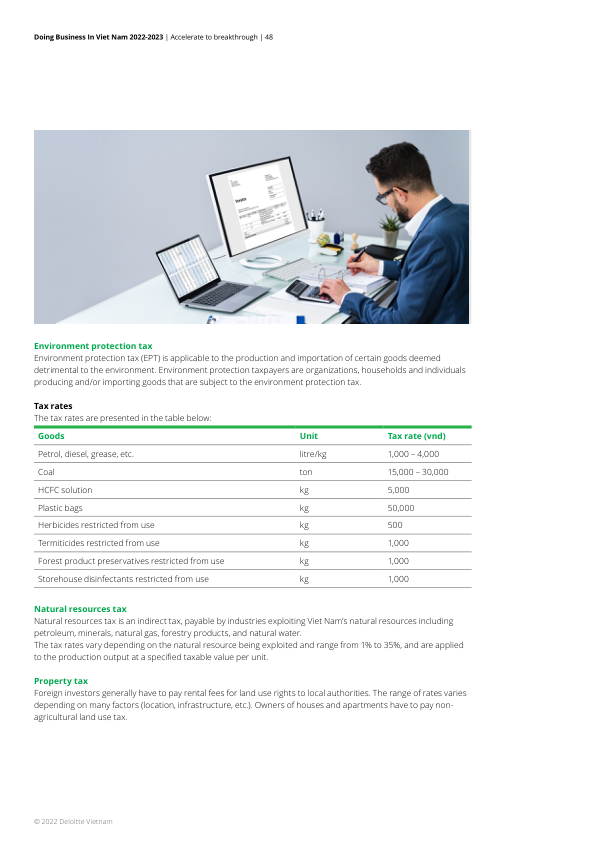 Doing Business In Viet Nam 2022-2023 | Accelerate to breakthrough | 48
Invoice
Environment protection tax
Environment protection tax (EPT) is applicable to the production and importation of certain goods deemed
detrimental to the environment. Environment protection taxpayers are organizations, households and individuals
producing and/or importing goods that are subject to the environment protection tax.
Tax rates
The tax rates are presented in the table below:
Goods Unit Tax rate (vnd)
Petrol, diesel, grease, etc. litre/kg 1,000 – 4,000
Coal ton 15,000 – 30,000
HCFC solution kg 5,000
Plastic bags kg 50,000
Herbicides restricted from use kg 500
Termiticides restricted from use kg 1,000
Forest product preservatives restricted from use kg 1,000
Storehouse disinfectants restricted from use kg 1,000
Natural resources tax
Natural resources tax is an indirect tax, payable by industries exploiting Viet Nam's natural resources including
petroleum, minerals, natural gas, forestry products, and natural water.
The tax rates vary depending on the natural resource being exploited and range from 1% to 35%, and are applied
to the production output at a specified taxable value per unit.
Property tax
Foreign investors generally have to pay rental fees for land use rights to local authorities. The range of rates varies
depending on many factors (location, infrastructure, etc.). Owners of houses and apartments have to pay non-
agricultural land use tax.
© 2022 Deloitte Vietnam